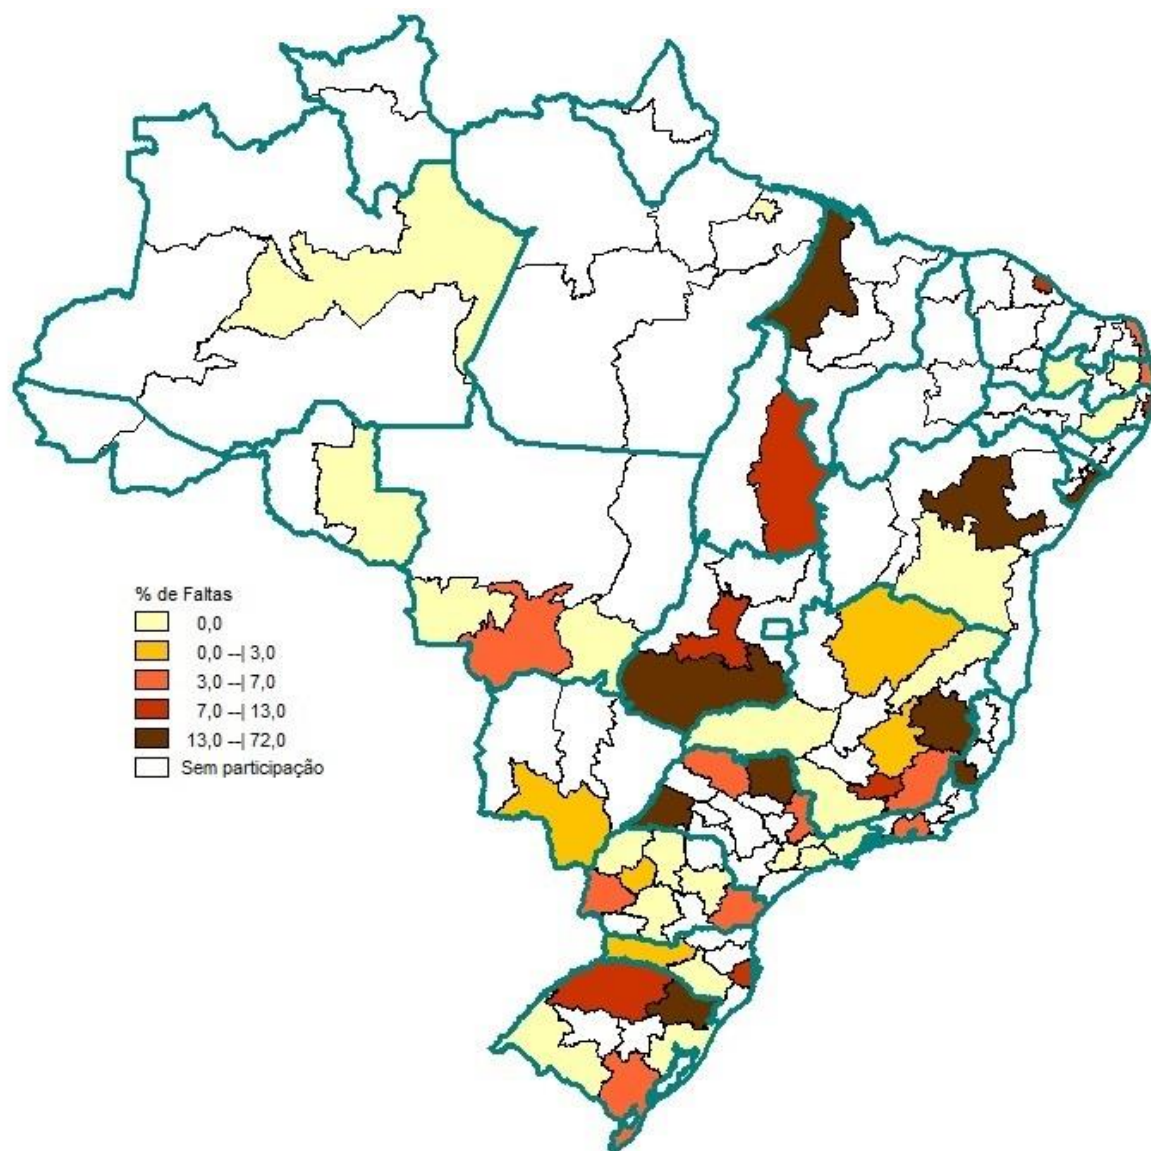 % de Faltas
0,0
0,0 --| 3,0
3,0 --| 7,0
7,0 --| 13,0
13,0 --| 72,0
Sem participação